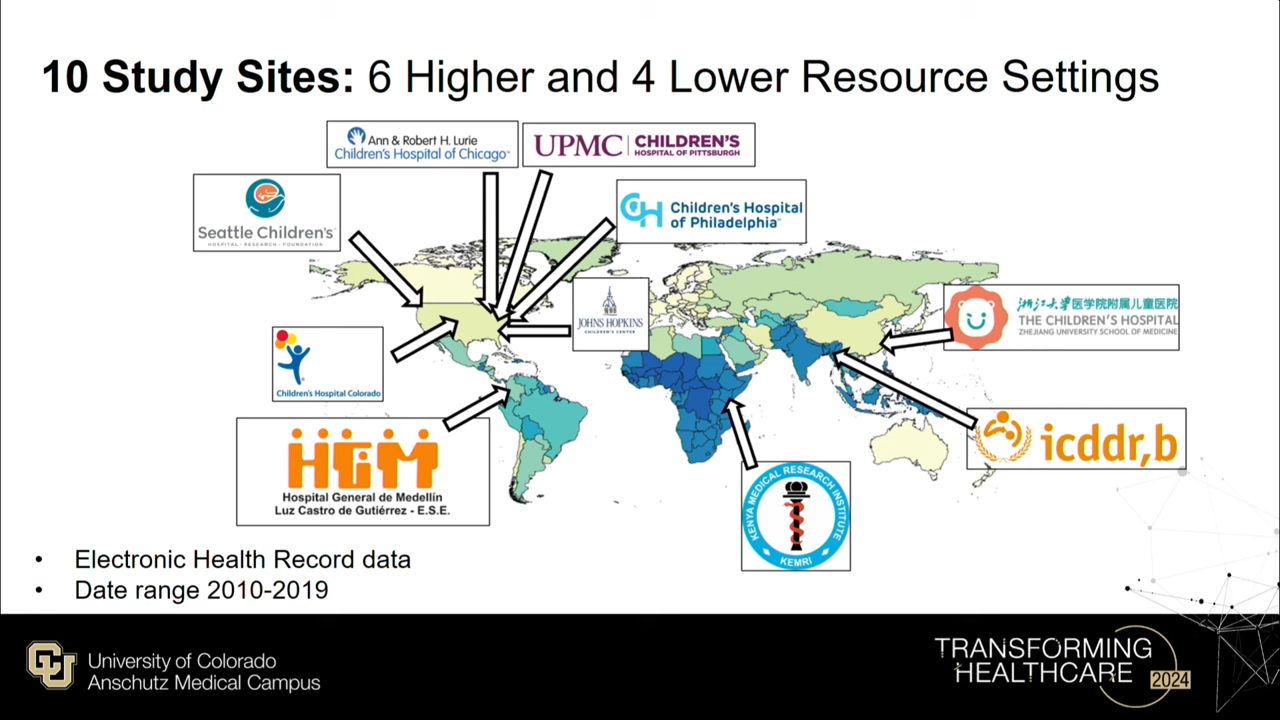 10 Study Sites: 6 Higher and 4 Lower Resource Settings
Ann & Robert H. Lurie
Children's Hospital of Chicago™
UPMC | CHILDREN'S
HOSPITAL OF PITTSBURGH
Seattle Children's
HOSPITAL • RESEARCH • FOUNDATION
CH Children's Hospital
of Philadelphia
JOHNS HOPKINS
CHILDREN'S CENTER
浙江大学医学院附属儿童医院
THE CHILDREN'S HOSPITAL
ZHEJIANG UNIVERSITY SCHOOL OF MEDICINE
Children's Hospital Colorado
HGM
Hospital General de Medellín
Luz Castro de Gutiérrez - E.S.E.
icddr,b
KENYA MEDICAL RESEARCH INSTITUTE
KEMRI
• Electronic Health Record data
• Date range 2010-2019
CU
University of Colorado
Anschutz Medical Campus
TRANSFORMING
HEALTHCARE
2024